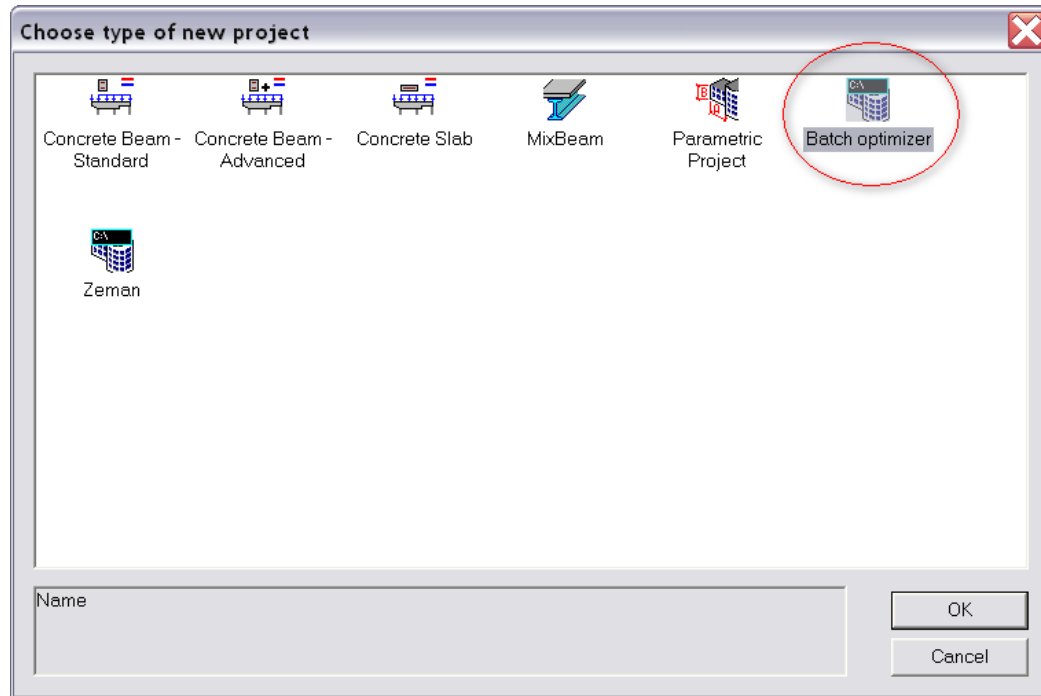 Choose type of new project
C:\
B
A
Concrete Beam - Standard
Concrete Beam - Advanced
Concrete Slab
MixBeam
Parametric Project
Batch optimizer
C:\
Zeman
Name
OK
Cancel